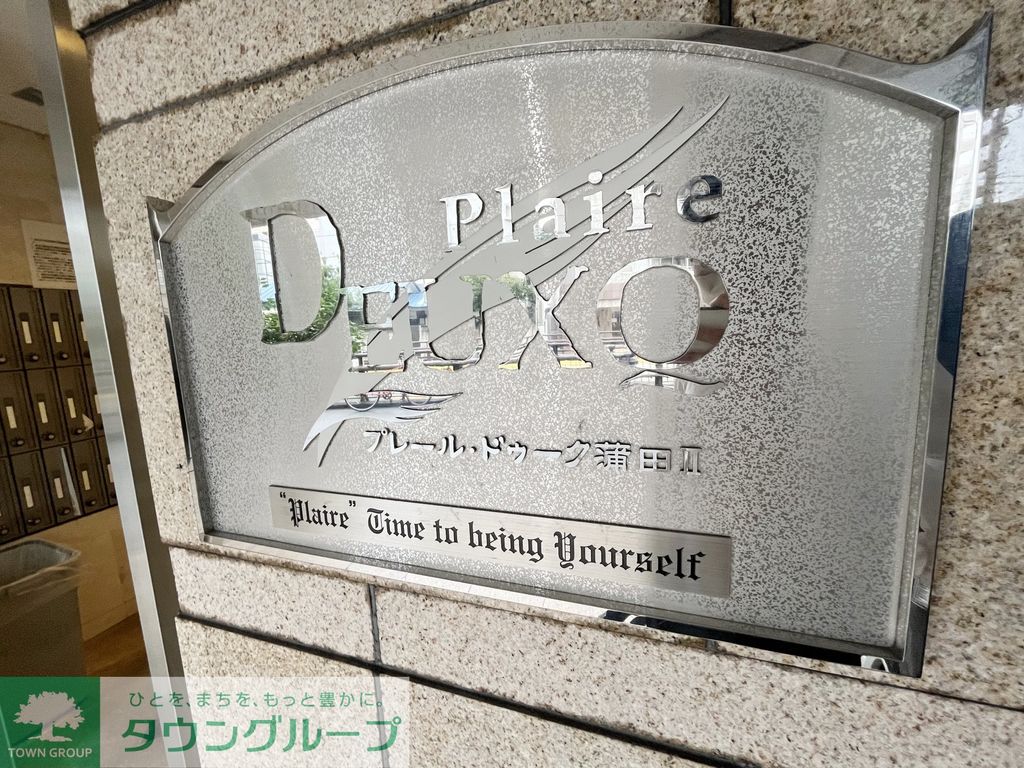 Plaire
DEUXQ
プレール・ドゥーク蒲田Ⅱ
"Plaire" Time to being Yourself
ひとを、まちを、もっと豊かに。
タウングループ
TOWN GROUP